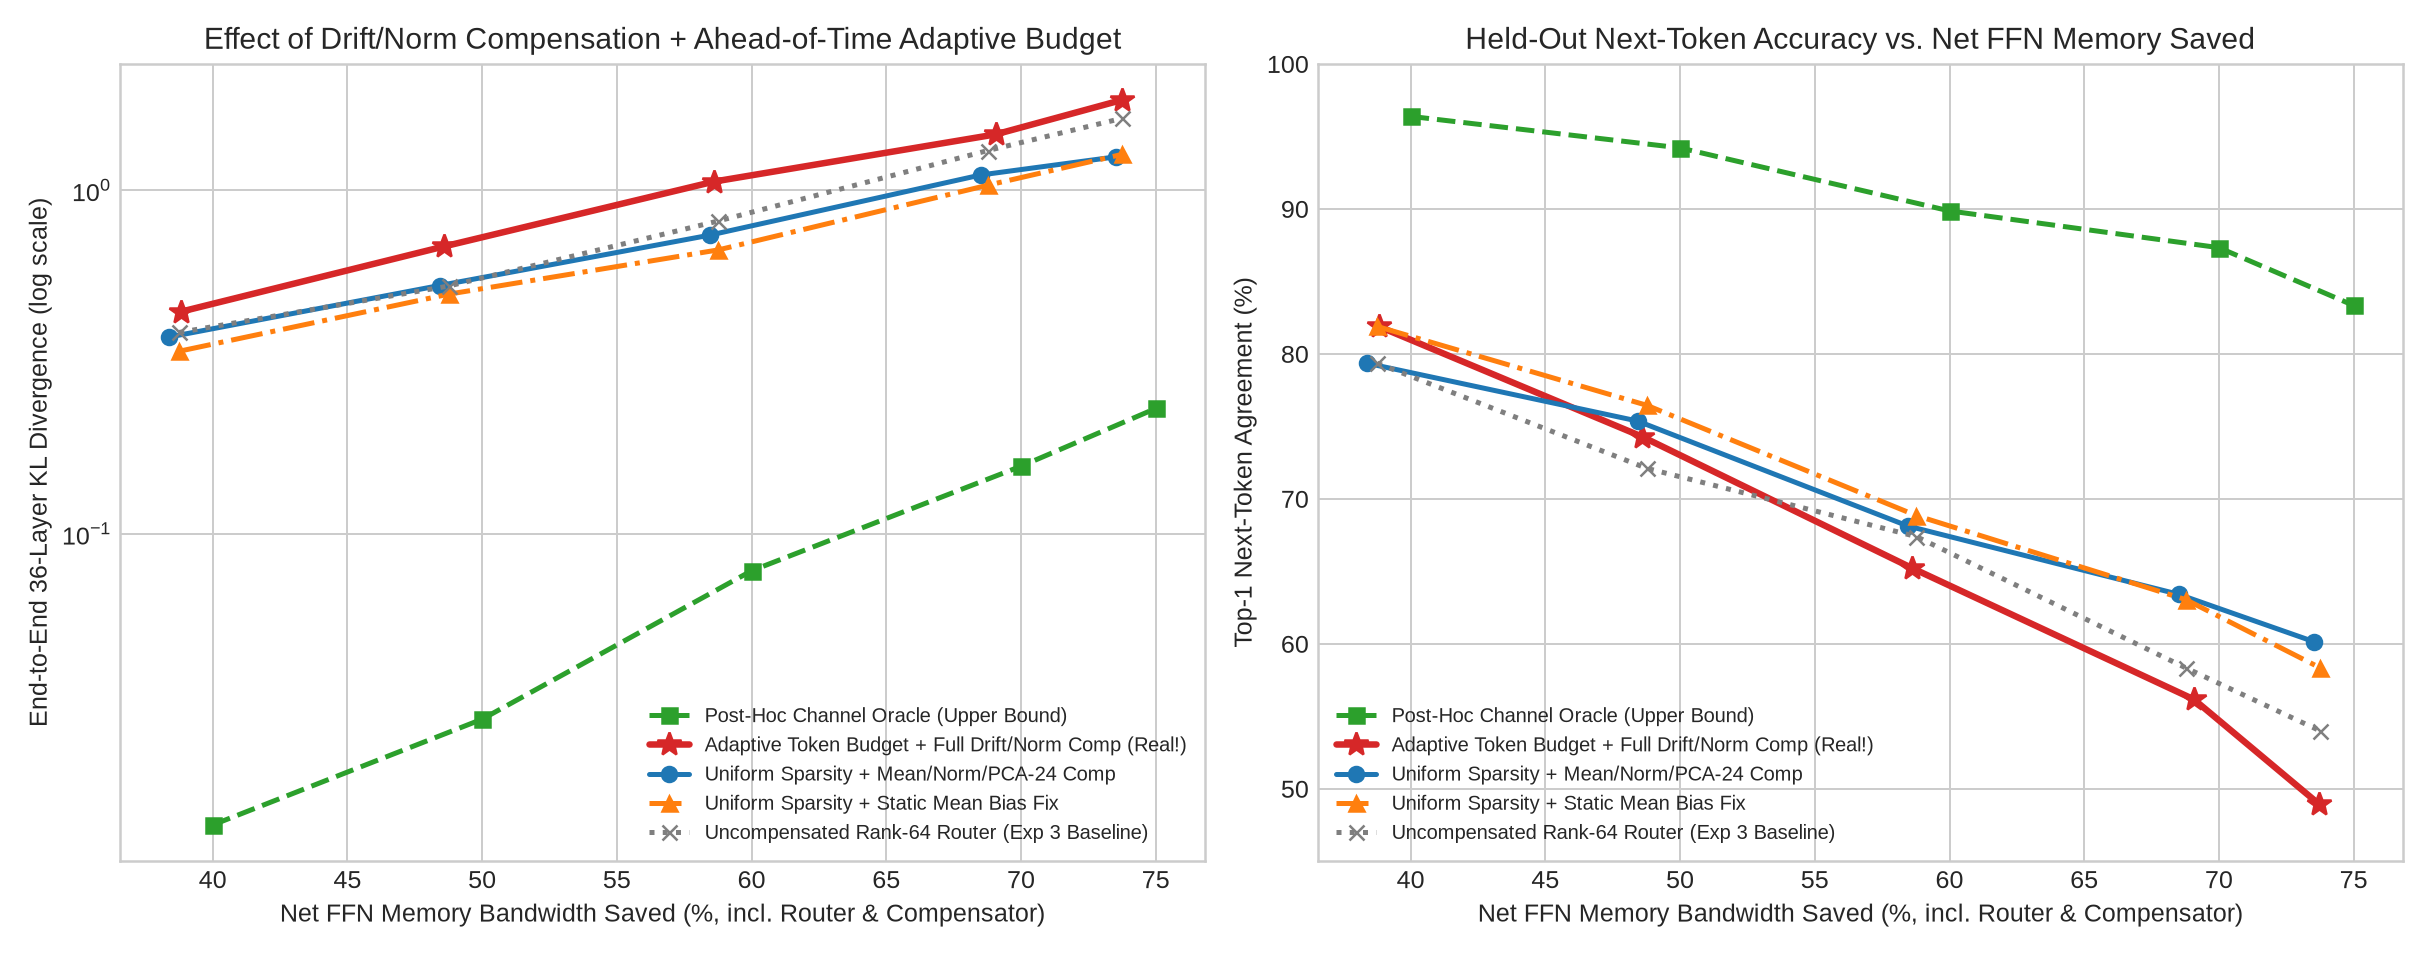 Effect of Drift/Norm Compensation + Ahead-of-Time Adaptive Budget
End-to-End 36-Layer KL Divergence (log scale)
10⁰
10⁻¹
Post-Hoc Channel Oracle (Upper Bound)
Adaptive Token Budget + Full Drift/Norm Comp (Real!)
Uniform Sparsity + Mean/Norm/PCA-24 Comp
Uniform Sparsity + Static Mean Bias Fix
Uncompensated Rank-64 Router (Exp 3 Baseline)
40 45 50 55 60 65 70 75
Net FFN Memory Bandwidth Saved (%, incl. Router & Compensator)
Held-Out Next-Token Accuracy vs. Net FFN Memory Saved
Top-1 Next-Token Agreement (%)
100
90
80
70
60
50
Post-Hoc Channel Oracle (Upper Bound)
Adaptive Token Budget + Full Drift/Norm Comp (Real!)
Uniform Sparsity + Mean/Norm/PCA-24 Comp
Uniform Sparsity + Static Mean Bias Fix
Uncompensated Rank-64 Router (Exp 3 Baseline)
40 45 50 55 60 65 70 75
Net FFN Memory Bandwidth Saved (%, incl. Router & Compensator)